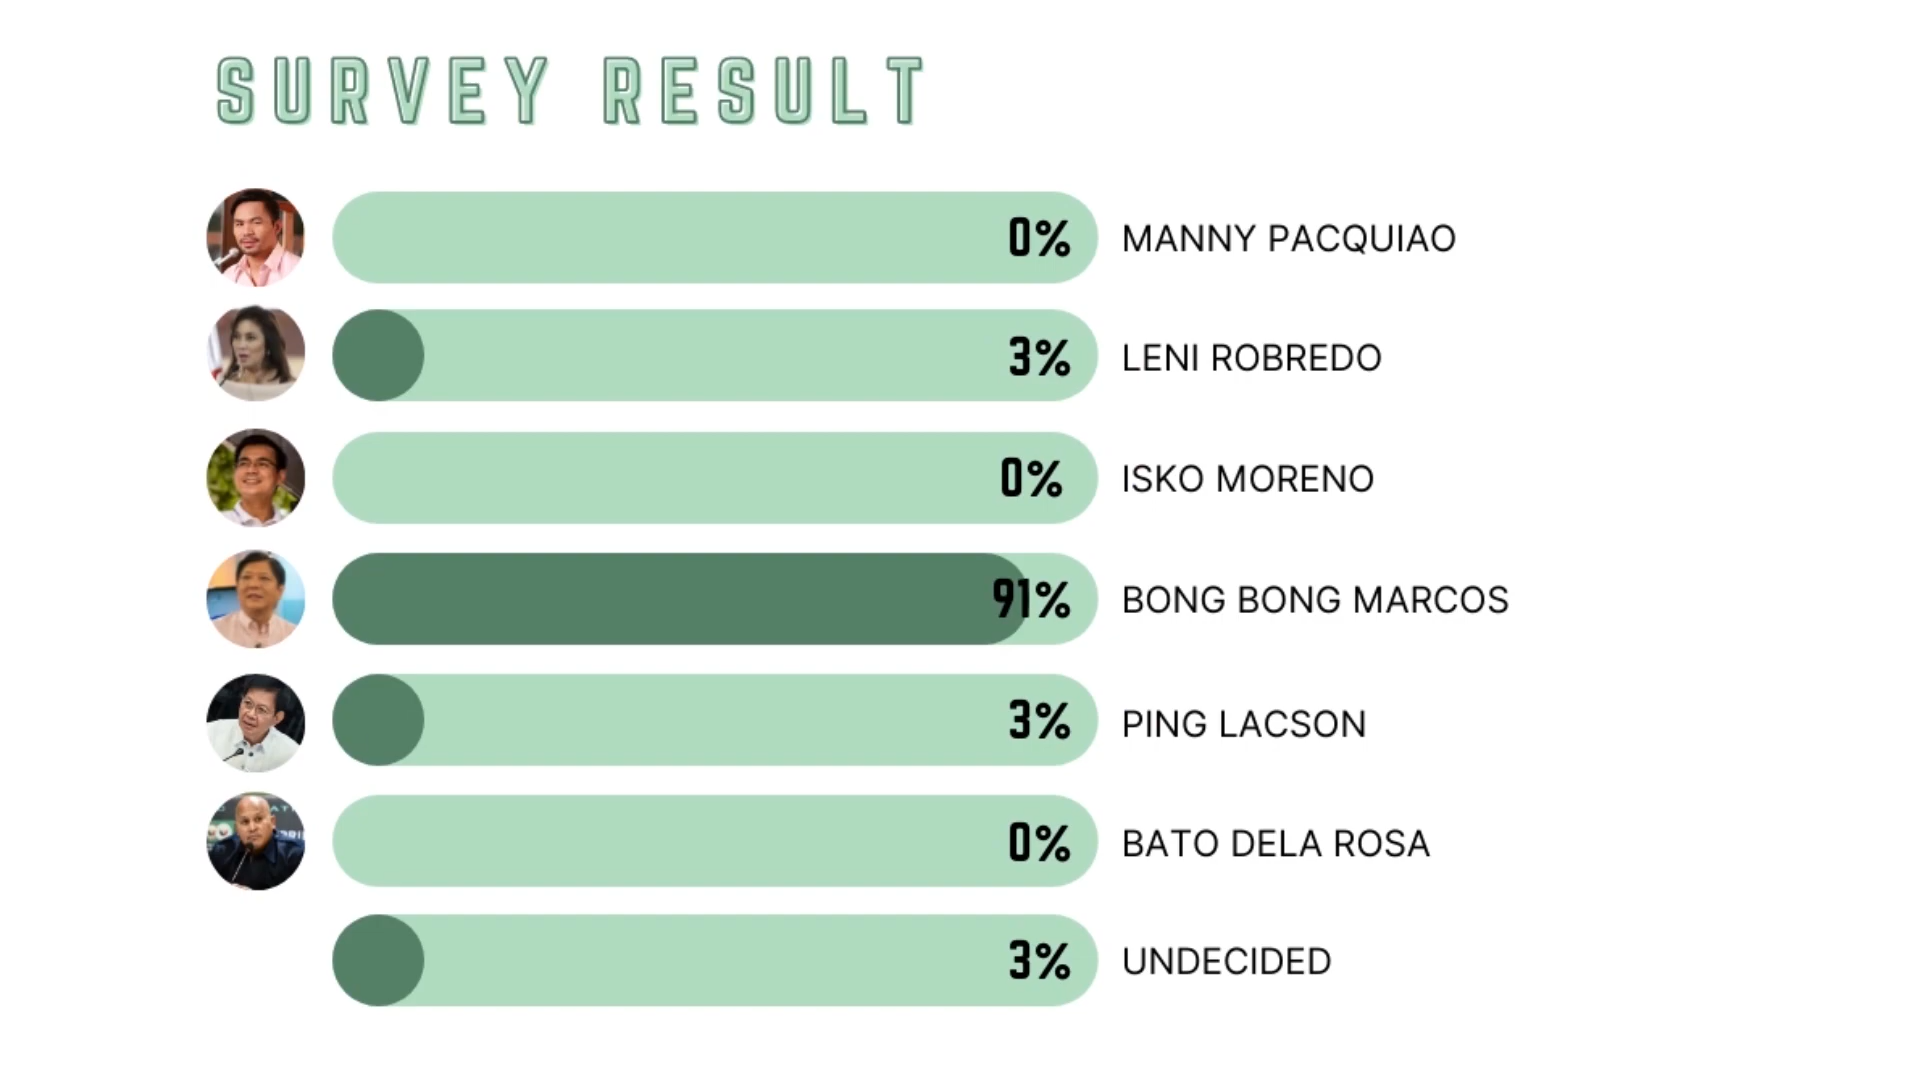 SURVEY RESULT
0% MANNY PACQUIAO
3% LENI ROBREDO
0% ISKO MORENO
91% BONG BONG MARCOS
3% PING LACSON
0% BATO DELA ROSA
3% UNDECIDED